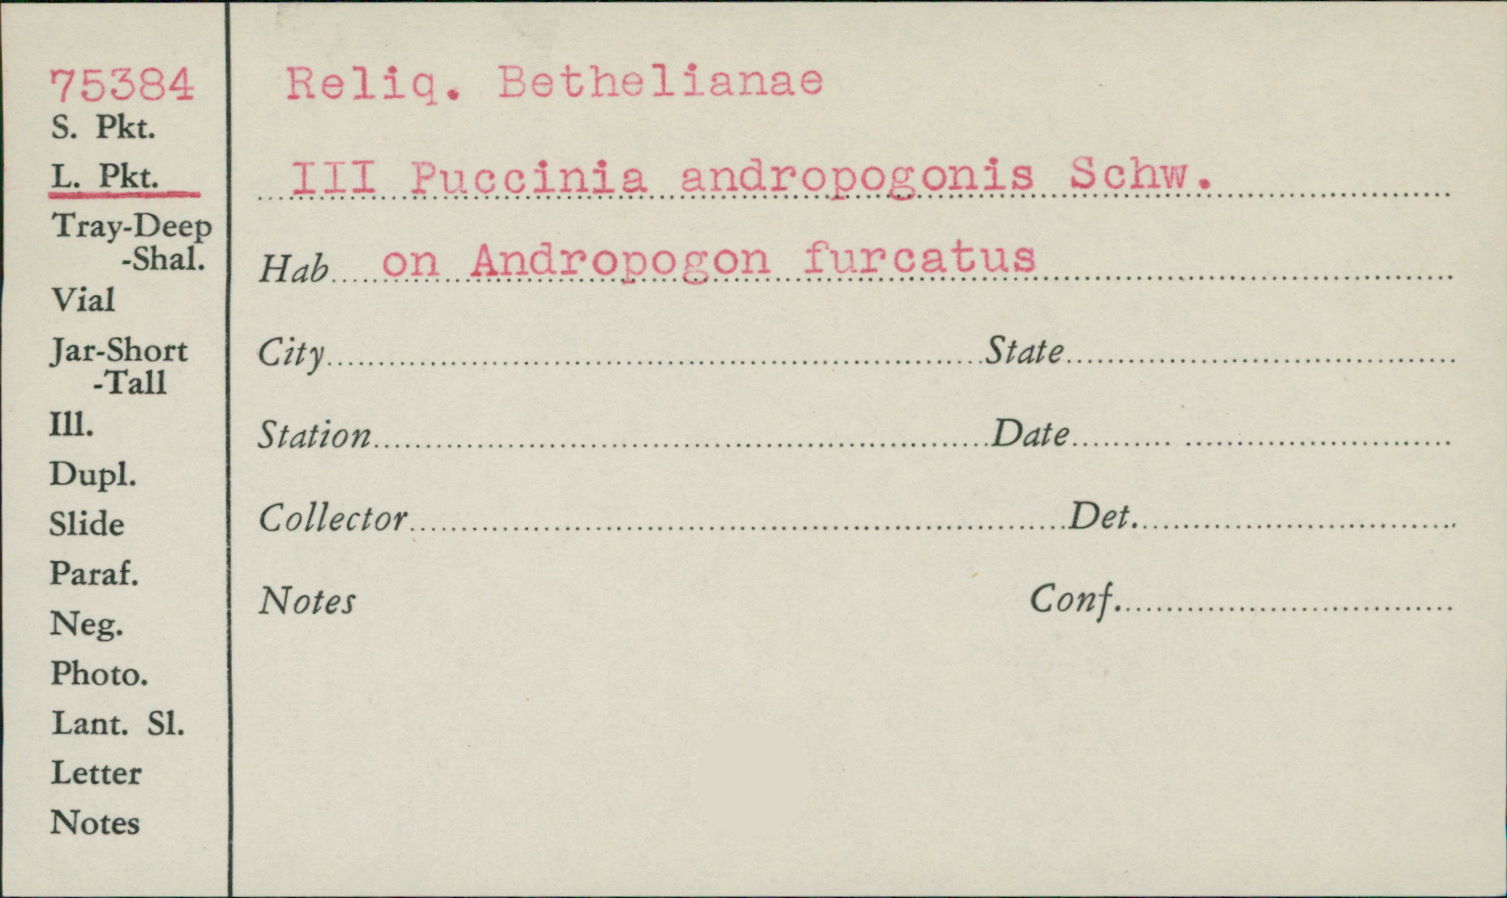 75384
S. Pkt.
L. Pkt.
Tray-Deep
-Shal.
Vial
Jar-Short
-Tall
Ill.
Dupl.
Slide
Paraf.
Neg.
Photo.
Lant. Sl.
Letter
Notes
Reliq. Bethelianae
III Puccinia andropogonis Schw.
Hab on Andropogon furcatus
City State
Station Date
Collector Det.
Notes Conf.